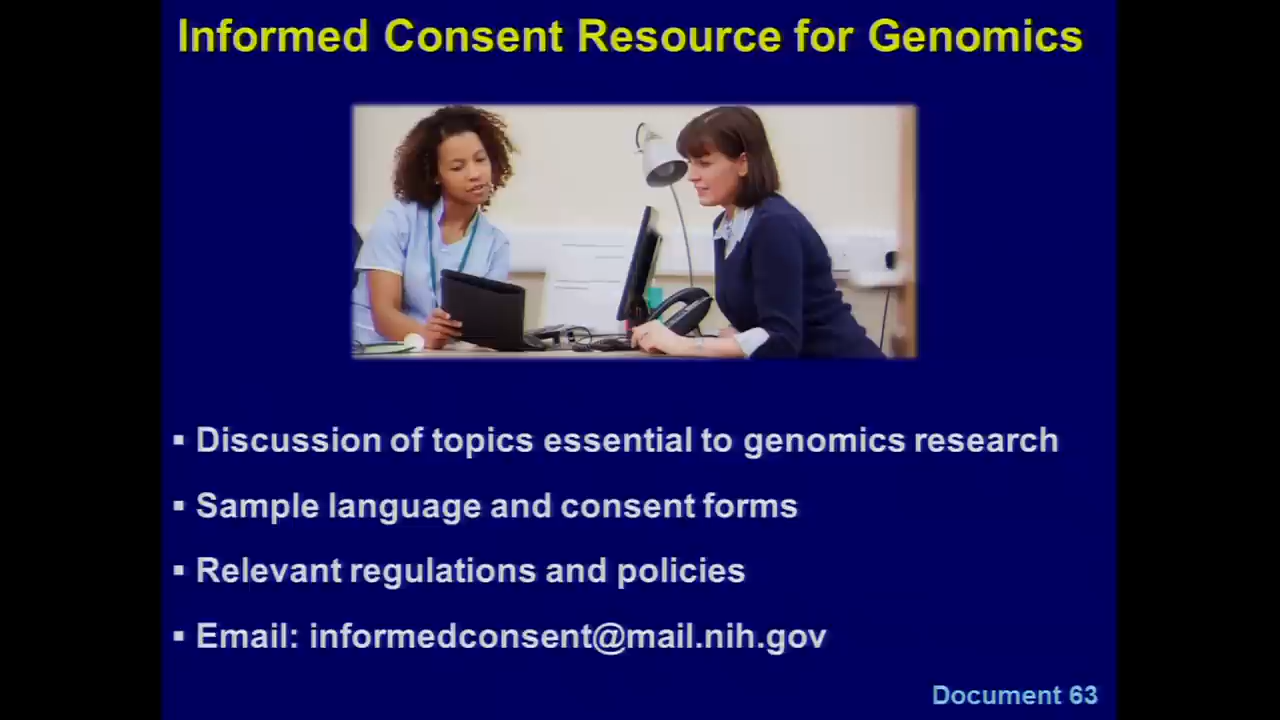 Informed Consent Resource for Genomics
▪ Discussion of topics essential to genomics research
▪ Sample language and consent forms
▪ Relevant regulations and policies
▪ Email: informedconsent@mail.nih.gov
Document 63